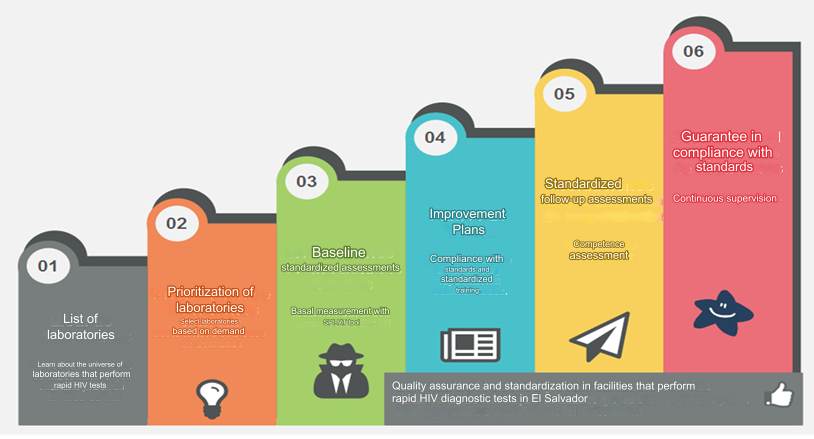 01
List of
laboratories
Learn about the universe of
laboratories that perform
rapid HIV tests
02
Prioritization of
laboratories
Select laboratories
based on demand
03
Baseline
standardized assessments
Basal measurement with
tool
04
Improvement
Plans
Compliance with
standards and
standardized
training
05
Standardized
follow-up assessments
Competence
assessment
06
Guarantee in
compliance with
standards
Continuous supervision
Quality assurance and standardization in facilities that perform
rapid HIV diagnostic tests in El Salvador